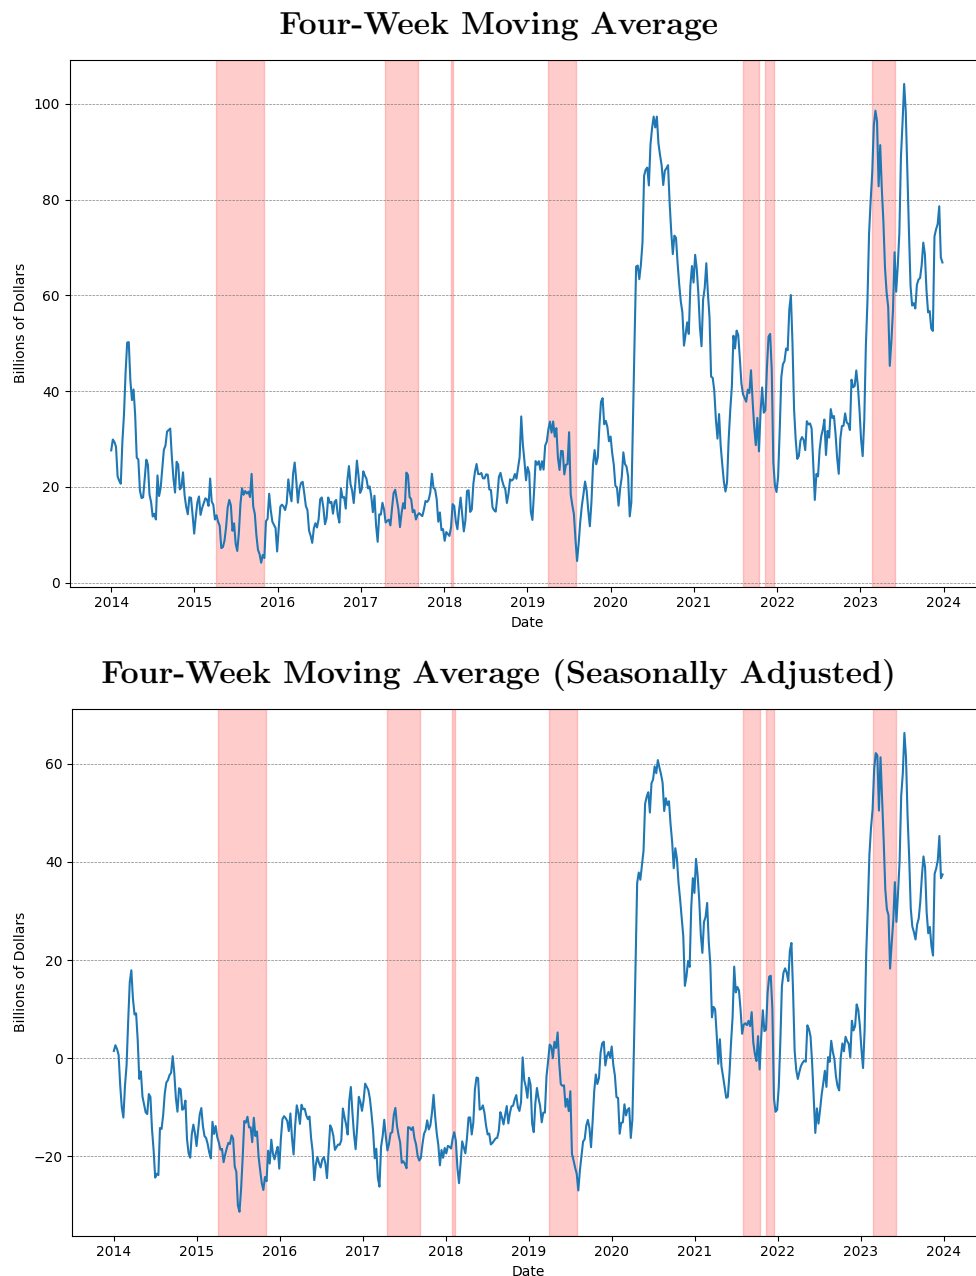 Four-Week Moving Average
100
80
60
40
20
0
Billions of Dollars
2014 2015 2016 2017 2018 2019 2020 2021 2022 2023 2024
Date
Four-Week Moving Average (Seasonally Adjusted)
60
40
20
0
−20
Billions of Dollars
2014 2015 2016 2017 2018 2019 2020 2021 2022 2023 2024
Date